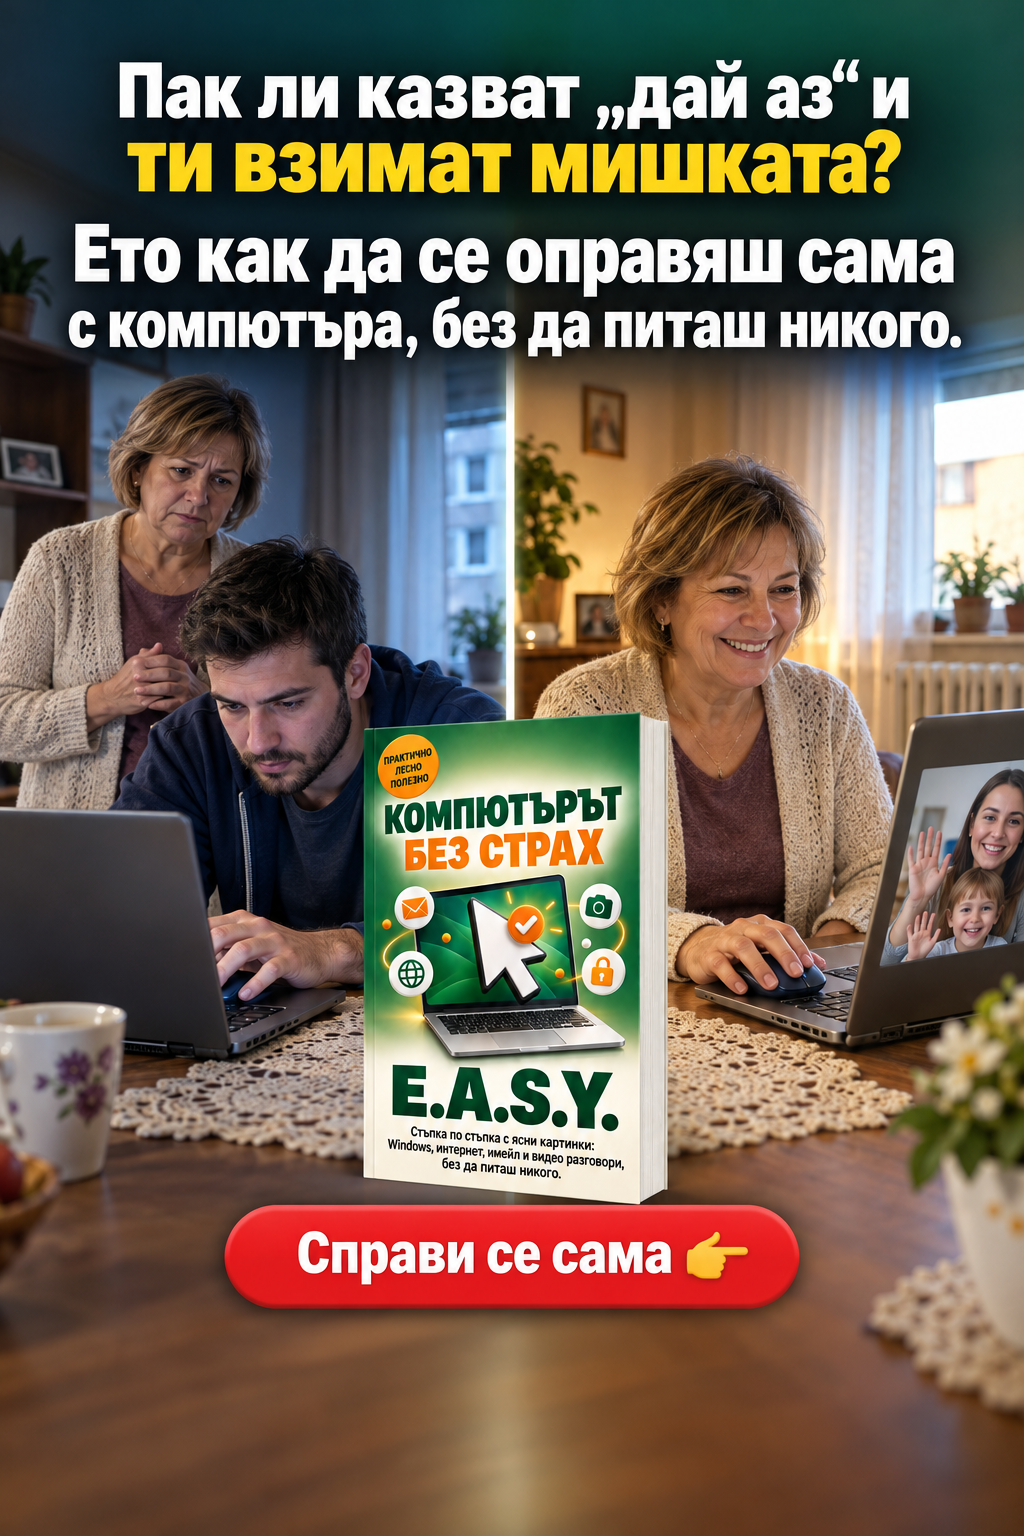 Пак ли казват „дай аз“ и
ти взимат мишката?
Ето как да се оправяш сама
с компютъра, без да питаш никого.
ПРАКТИЧНО
ЛЕСНО
ПОЛЕЗНО
КОМПЮТЪРЪТ
БЕЗ СТРАХ
E.A.S.Y.
Стъпка по стъпка с ясни картинки:
Windows, интернет, имейл и видео разговори,
без да питаш никого.
Справи се сама 👉